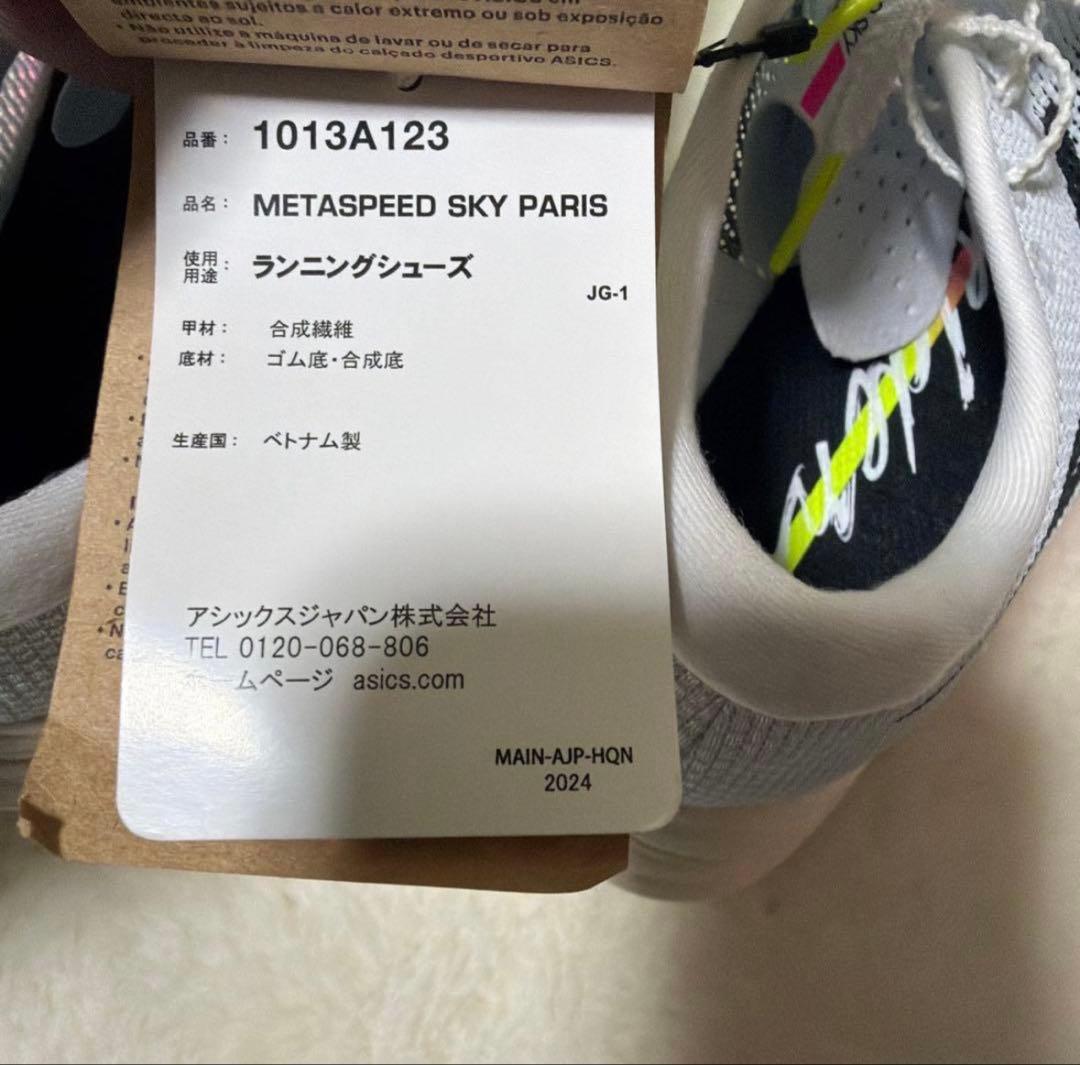 ambientes sujeitos a calor extremo ou sob exposição
directa ao sol.
• Não utilize a máquina de lavar ou de secar para
proceder à limpeza do calçado desportivo ASICS.
品番: 1013A123
品名: METASPEED SKY PARIS
使用用途: ランニングシューズ
JG-1
甲材: 合成繊維
底材: ゴム底・合成底
生産国: ベトナム製
アシックスジャパン株式会社
TEL 0120-068-806
ホームページ asics.com
MAIN-AJP-HQN
2024